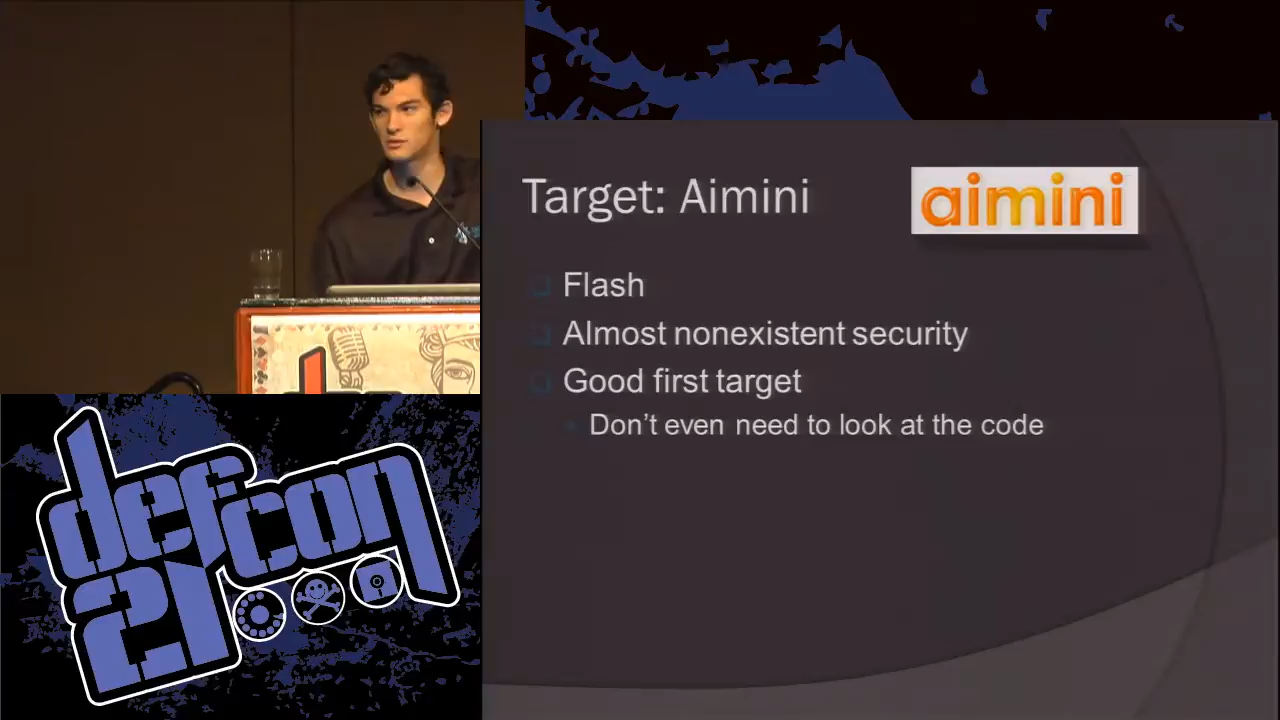 Target: Aimini
aimini
Flash
Almost nonexistent security
Good first target
Don't even need to look at the code
defcon
21